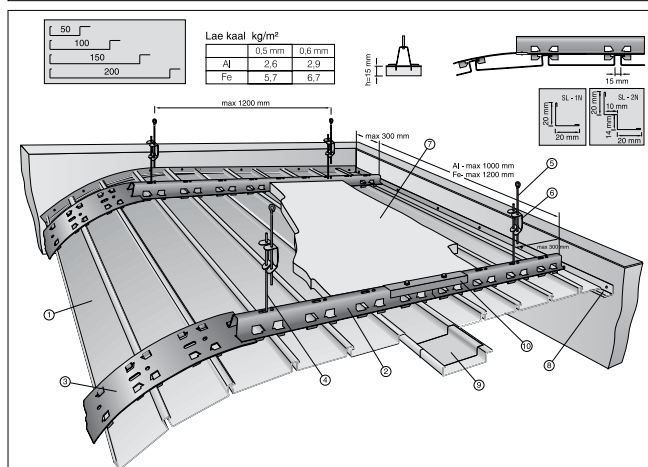 50
100
150
200
Lae kaal kg/m²
0,5 mm 0,6 mm
Al 2,6 2,9
Fe 5,7 6,7
h=15 mm
15 mm
SL - 1N
20 mm
20 mm
SL - 2N
20 mm
10 mm
14 mm
20 mm
max 1200 mm
max 300 mm
Al - max 1000 mm
Fe- max 1200 mm
max 300 mm
1
2
3
4
5
6
7
8
9
10